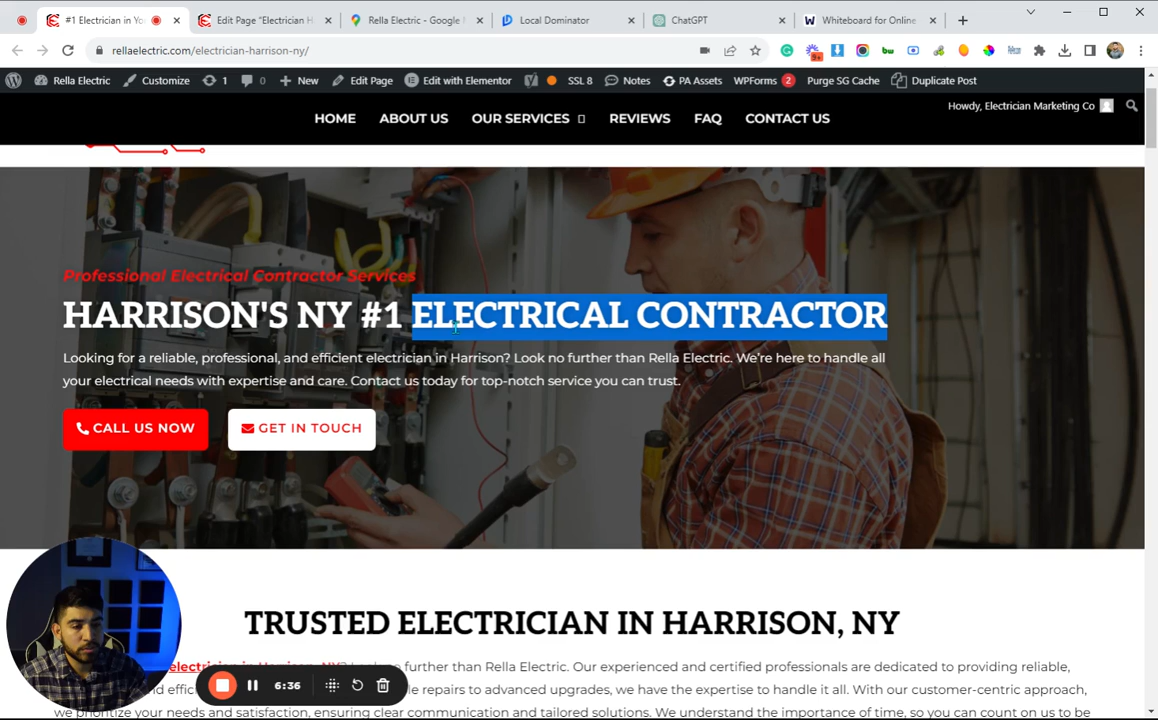 #1 Electrician in Yo
Edit Page "Electrician H
Rella Electric - Google
Local Dominator
ChatGPT
Whiteboard for Online
rellaelectric.com/electrician-harrison-ny/
9+
bw
Rella Electric
Customize
1
0
New
Edit Page
Edit with Elementor
SSL 8
Notes
PA Assets
WPForms 2
Purge SG Cache
Duplicate Post
Howdy, Electrician Marketing Co
HOME
ABOUT US
OUR SERVICES
REVIEWS
FAQ
CONTACT US
Professional Electrical Contractor Services
HARRISON'S NY #1 ELECTRICAL CONTRACTOR
Looking for a reliable, professional, and efficient electrician in Harrison? Look no further than Rella Electric. We're here to handle all
your electrical needs with expertise and care. Contact us today for top-notch service you can trust.
CALL US NOW
GET IN TOUCH
TRUSTED ELECTRICIAN IN HARRISON, NY
electrician in Harrison, NY? further than Rella Electric. Our experienced and certified professionals are dedicated to providing reliable,
repairs to advanced upgrades, we have the expertise to handle it all. With our customer-centric approach,
we prioritize your needs and satisfaction, ensuring clear communication and tailored solutions. We understand the importance of time, so you can count on us to be
6:36